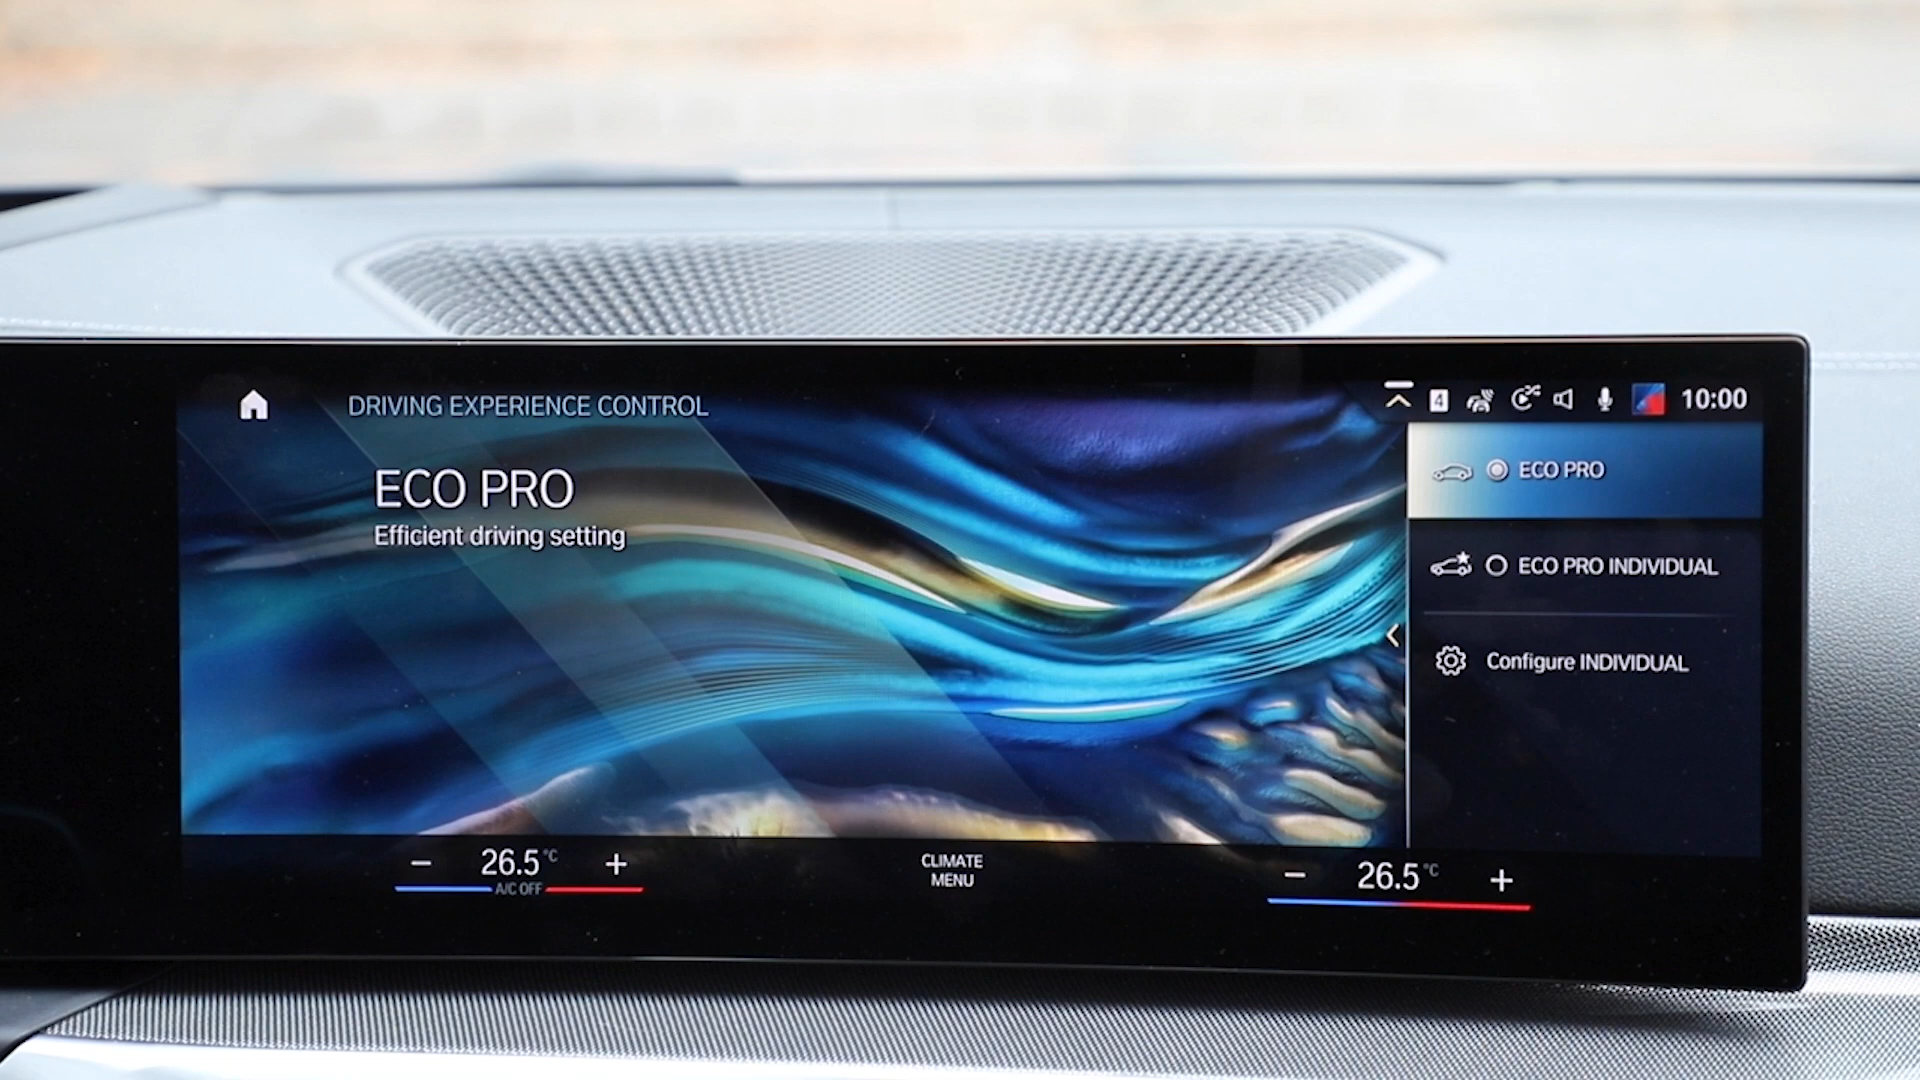 DRIVING EXPERIENCE CONTROL
4
10:00
ECO PRO
Efficient driving setting
ECO PRO
ECO PRO INDIVIDUAL
Configure INDIVIDUAL
− 26.5°C +
A/C OFF
CLIMATE
MENU
− 26.5°C +